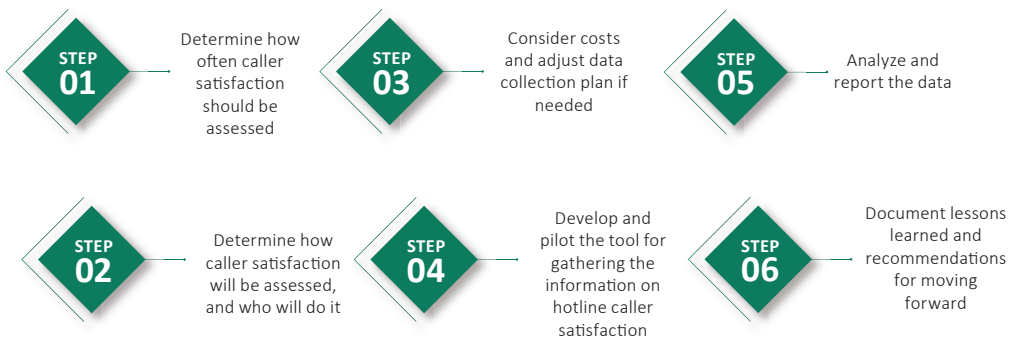 STEP
01
Determine how
often caller
satisfaction
should be
assessed
STEP
02
Determine how
caller satisfaction
will be assessed,
and who will do it
STEP
03
Consider costs
and adjust data
collection plan if
needed
STEP
04
Develop and
pilot the tool for
gathering the
information on
hotline caller
satisfaction
STEP
05
Analyze and
report the data
STEP
06
Document lessons
learned and
recommendations
for moving
forward